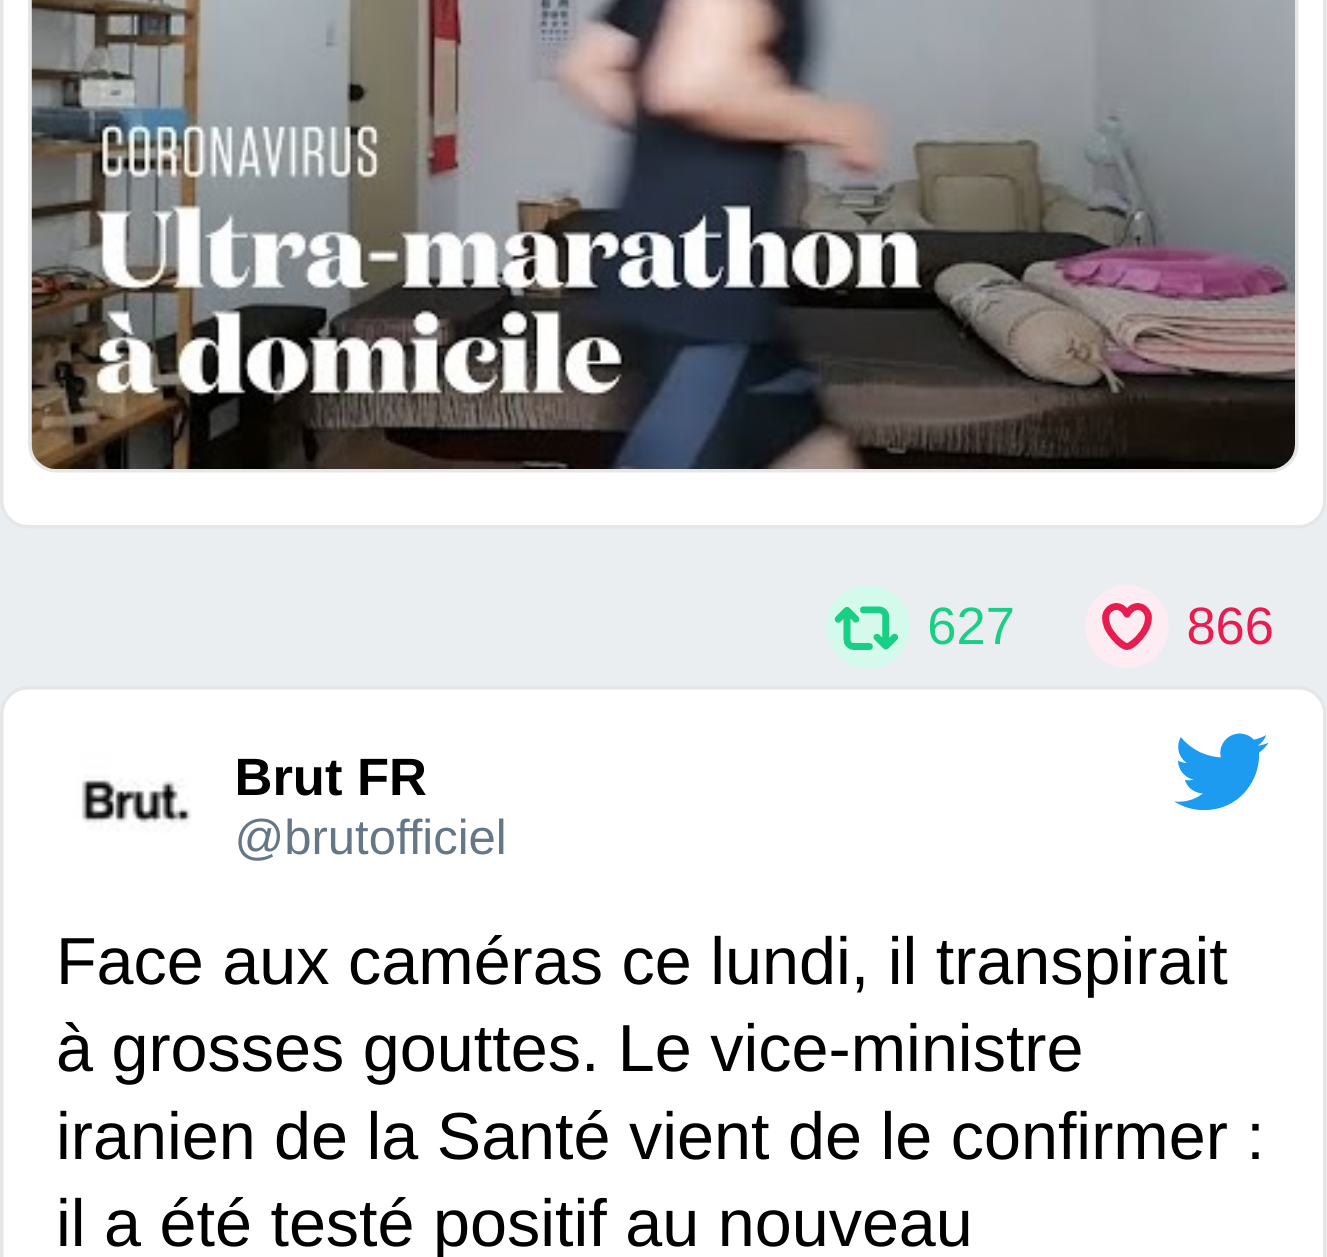 CORONAVIRUS
Ultra-marathon
à domicile
627 866
Brut.
Brut FR
@brutofficiel
Face aux caméras ce lundi, il transpirait
à grosses gouttes. Le vice-ministre
iranien de la Santé vient de le confirmer :
il a été testé positif au nouveau